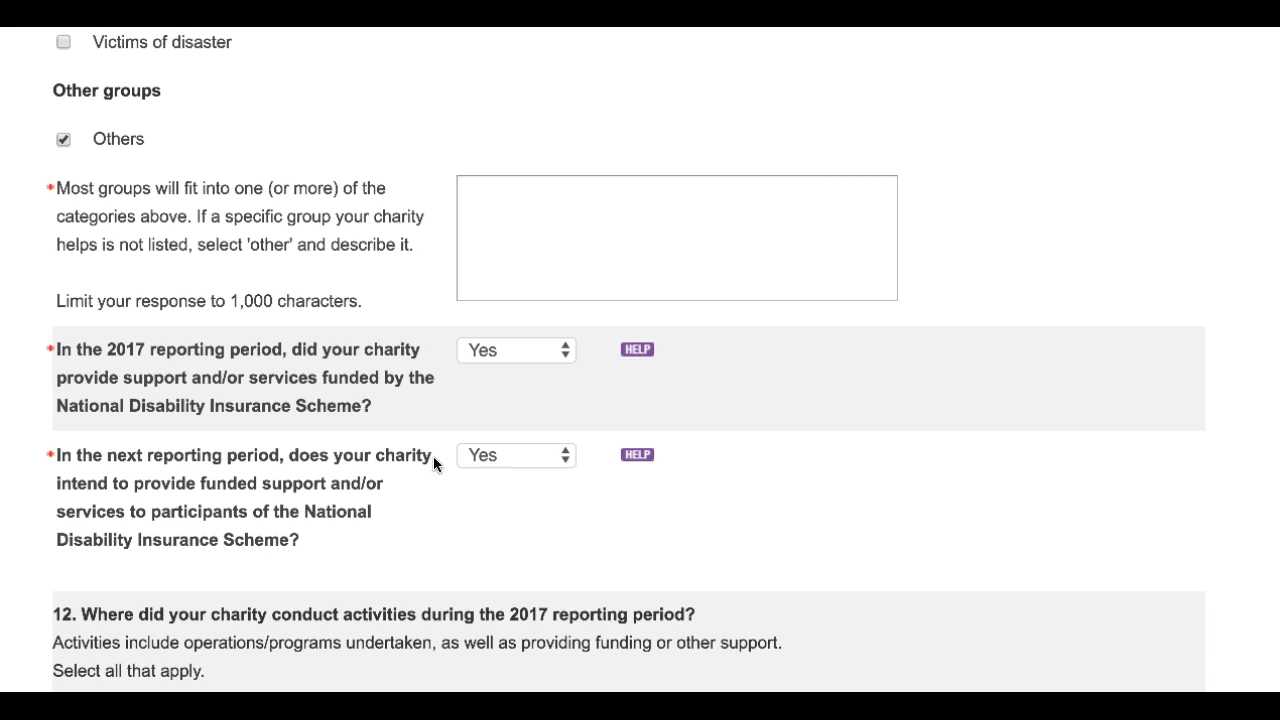 Victims of disaster
Other groups
Others
*Most groups will fit into one (or more) of the
categories above. If a specific group your charity
helps is not listed, select 'other' and describe it.
Limit your response to 1,000 characters.
*In the 2017 reporting period, did your charity
provide support and/or services funded by the
National Disability Insurance Scheme?
Yes
HELP
*In the next reporting period, does your charity
intend to provide funded support and/or
services to participants of the National
Disability Insurance Scheme?
Yes
HELP
12. Where did your charity conduct activities during the 2017 reporting period?
Activities include operations/programs undertaken, as well as providing funding or other support.
Select all that apply.